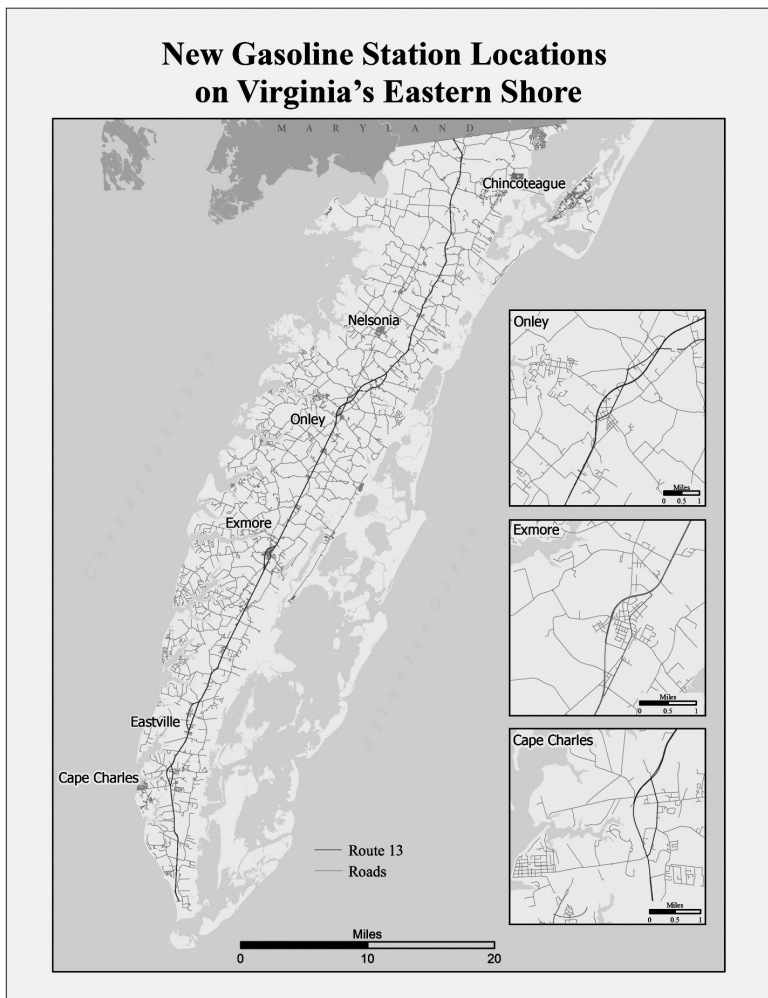 New Gasoline Station Locations
on Virginia's Eastern Shore
MARYLAND
Chincoteague
Nelsonia
Onley
Exmore
Eastville
Cape Charles
Chesapeake Bay
Atlantic Ocean
Route 13
Roads
Miles
0 10 20
Onley
Miles
0 0.5 1
Exmore
Miles
0 0.5 1
Cape Charles
Miles
0 0.5 1